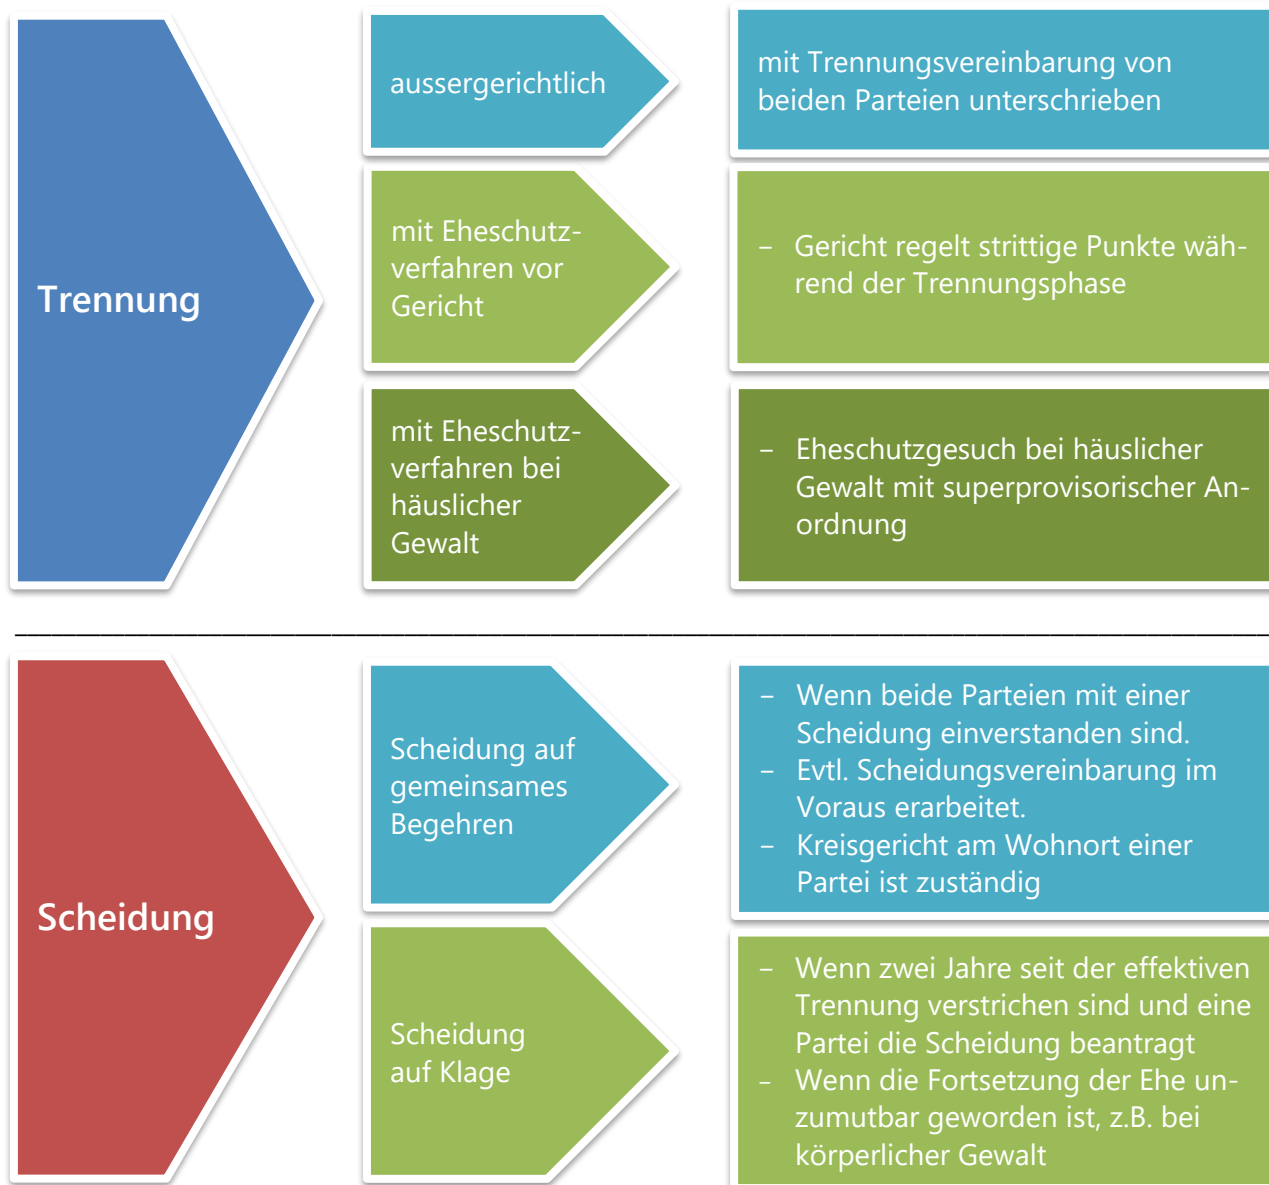 Trennung
aussergerichtlich
mit Trennungsvereinbarung von
beiden Parteien unterschrieben
mit Eheschutz-
verfahren vor
Gericht
– Gericht regelt strittige Punkte wäh-
rend der Trennungsphase
mit Eheschutz-
verfahren bei
häuslicher
Gewalt
– Eheschutzgesuch bei häuslicher
Gewalt mit superprovisorischer An-
ordnung
Scheidung
Scheidung auf
gemeinsames
Begehren
– Wenn beide Parteien mit einer
Scheidung einverstanden sind.
– Evtl. Scheidungsvereinbarung im
Voraus erarbeitet.
– Kreisgericht am Wohnort einer
Partei ist zuständig
Scheidung
auf Klage
– Wenn zwei Jahre seit der effektiven
Trennung verstrichen sind und eine
Partei die Scheidung beantragt
– Wenn die Fortsetzung der Ehe un-
zumutbar geworden ist, z.B. bei
körperlicher Gewalt